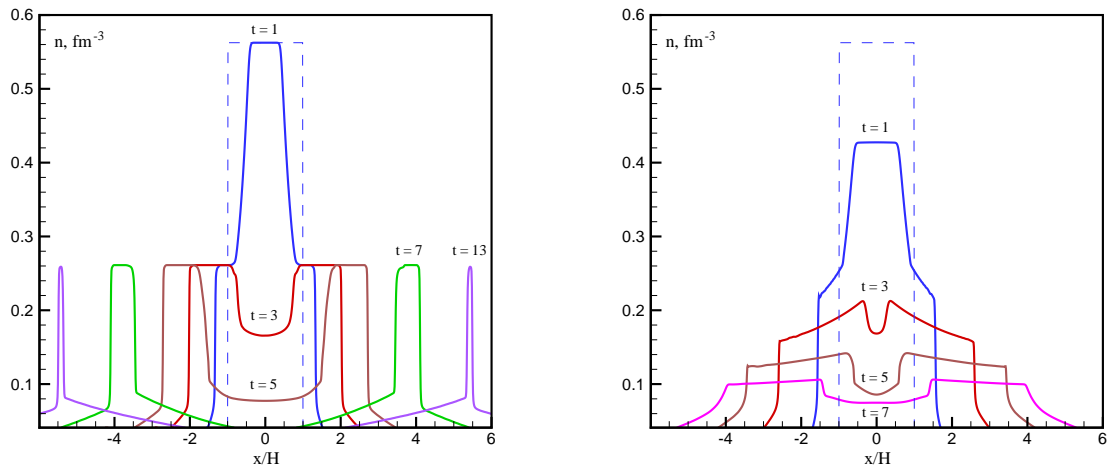 0.6
n, fm-3
t = 1
0.5
0.4
0.3
t = 7
t = 13
0.2
t = 3
0.1
t = 5
-4
-2
0
2
4
6
x/H
0.6
n, fm-3
0.5
t = 1
0.4
0.3
t = 3
0.2
t = 5
0.1
t = 7
-4
-2
0
2
4
6
x/H